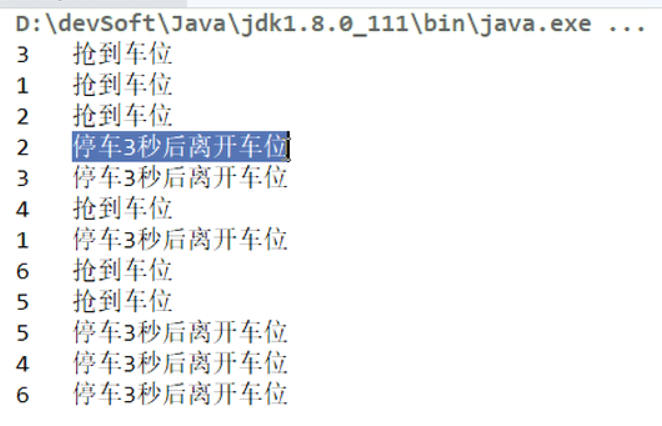 D:\devSoft\Java\jdk1.8.0_111\bin\java.exe ...
3 抢到车位
1 抢到车位
2 抢到车位
2 停车3秒后离开车位
3 停车3秒后离开车位
4 抢到车位
1 停车3秒后离开车位
6 抢到车位
5 抢到车位
5 停车3秒后离开车位
4 停车3秒后离开车位
6 停车3秒后离开车位